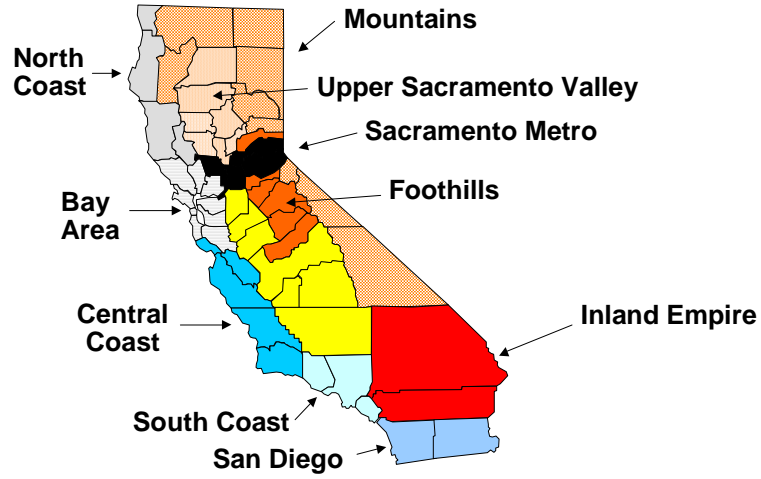 Mountains
North
Coast
Upper Sacramento Valley
Sacramento Metro
Foothills
Bay
Area
Central
Coast
Inland Empire
South Coast
San Diego